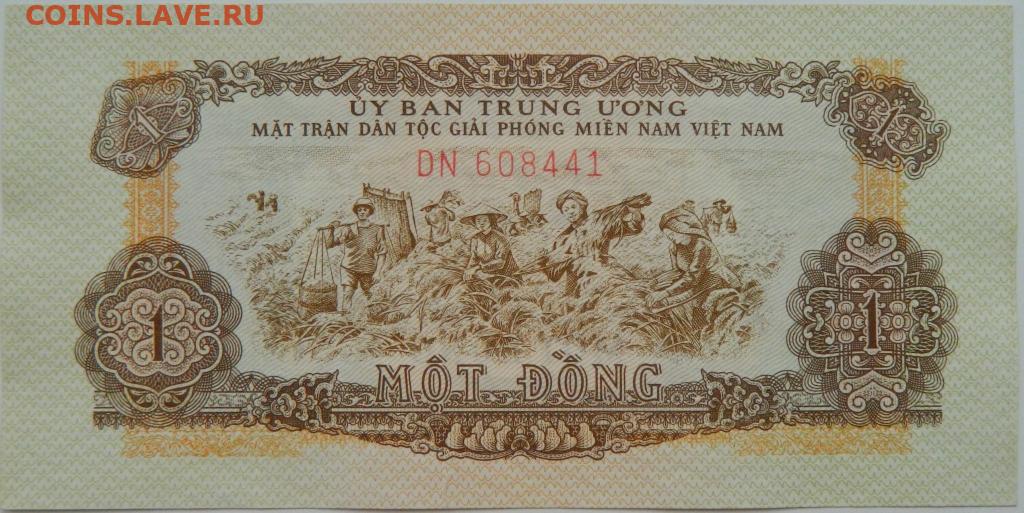 COINS.LAVE.RU
1 1
ỦY BAN TRUNG ƯƠNG
MẶT TRẬN DÂN TỘC GIẢI PHÓNG MIỀN NAM VIỆT NAM
DN 608441
1 1
MỘT ĐỒNG